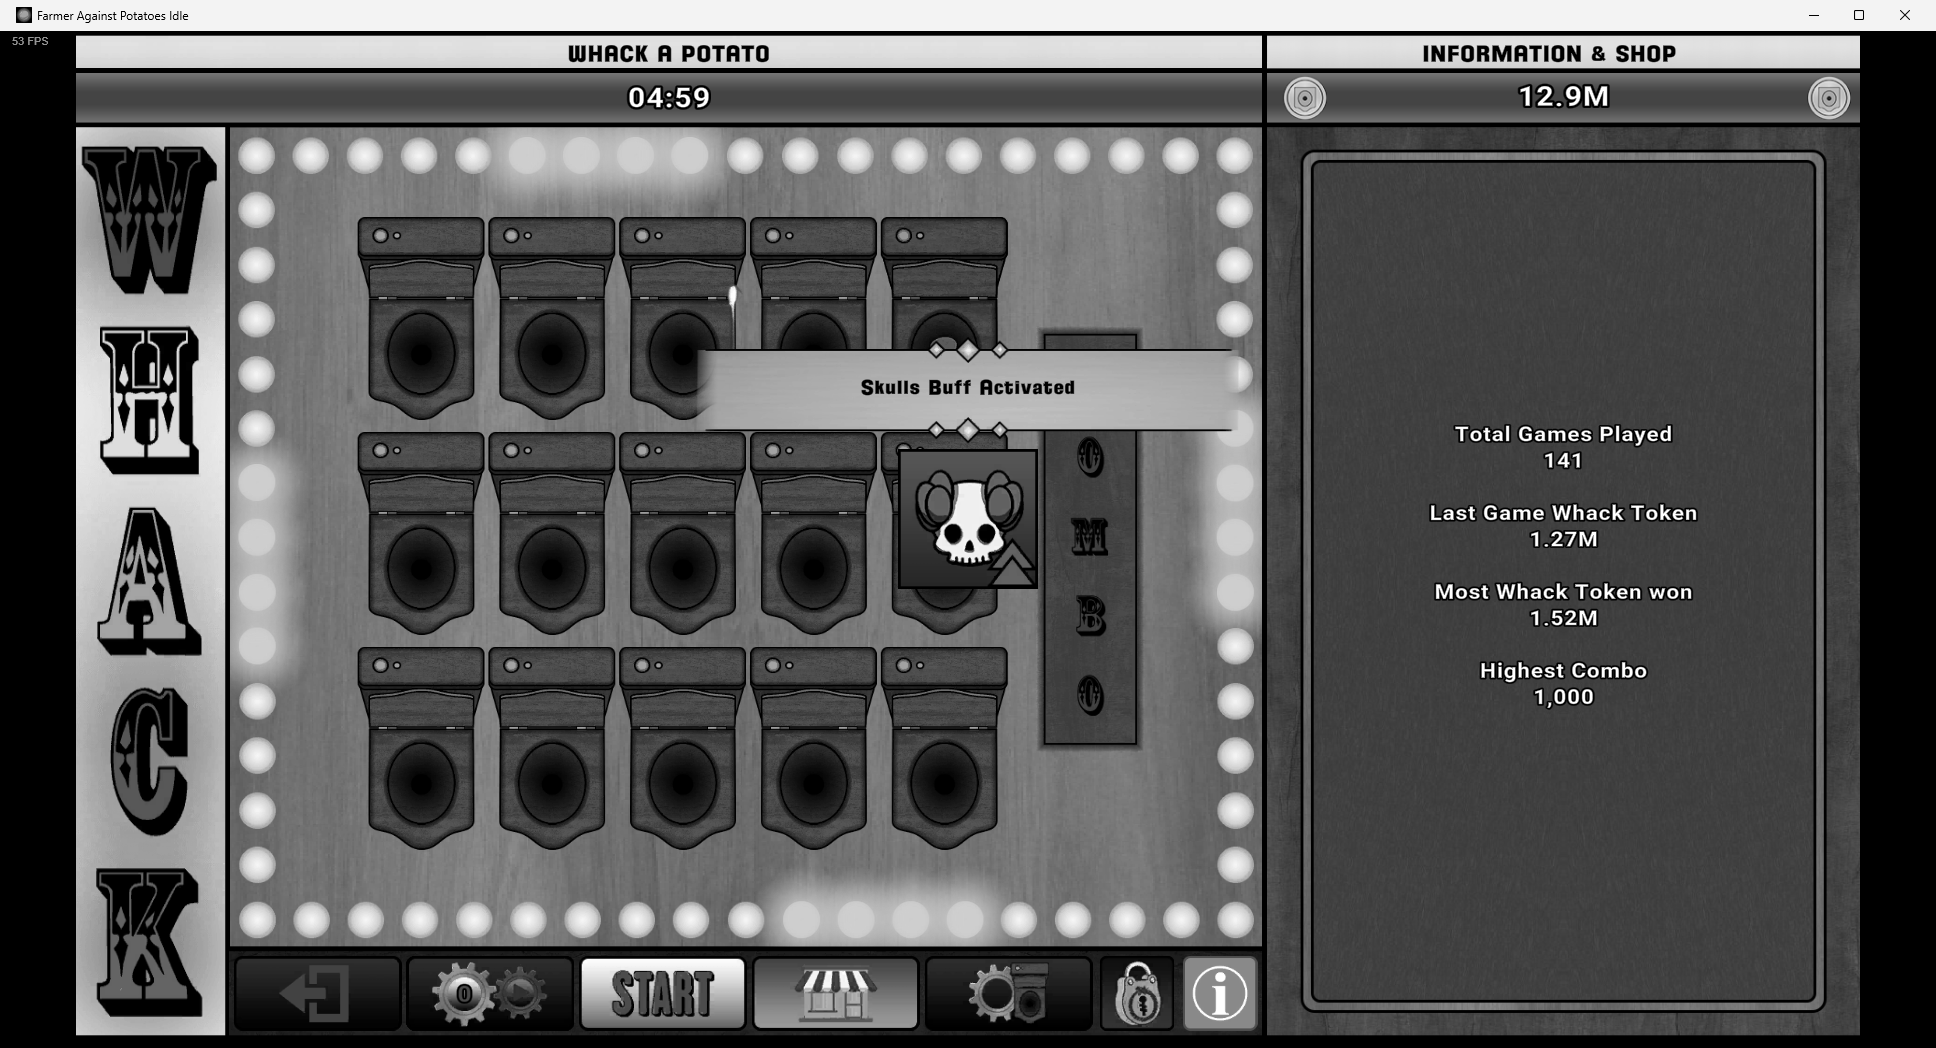 Farmer Against Potatoes Idle
53 FPS
WHACK A POTATO
INFORMATION & SHOP
04:59
12.9M
W
H
A
C
K
Skulls Buff Activated
O
M
B
O
Total Games Played
141
Last Game Whack Token
1.27M
Most Whack Token won
1.52M
Highest Combo
1,000
0
START
i